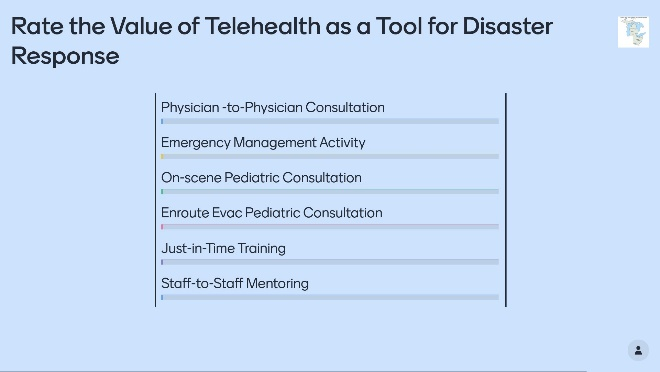 Rate the Value of Telehealth as a Tool for Disaster
Response
Physician -to-Physician Consultation
Emergency Management Activity
On-scene Pediatric Consultation
Enroute Evac Pediatric Consultation
Just-in-Time Training
Staff-to-Staff Mentoring